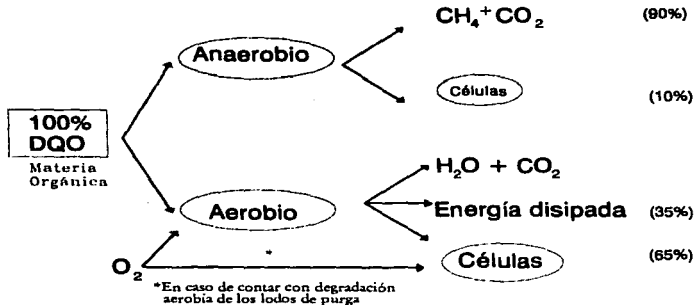 CH₄ + CO₂ (90%)
Anaerobio
Células (10%)
100%
DQO
Materia
Orgánica
H₂O + CO₂
Aerobio
Energía disipada (35%)
Células (65%)
O₂
*
*En caso de contar con degradación
aerobia de los lodos de purga